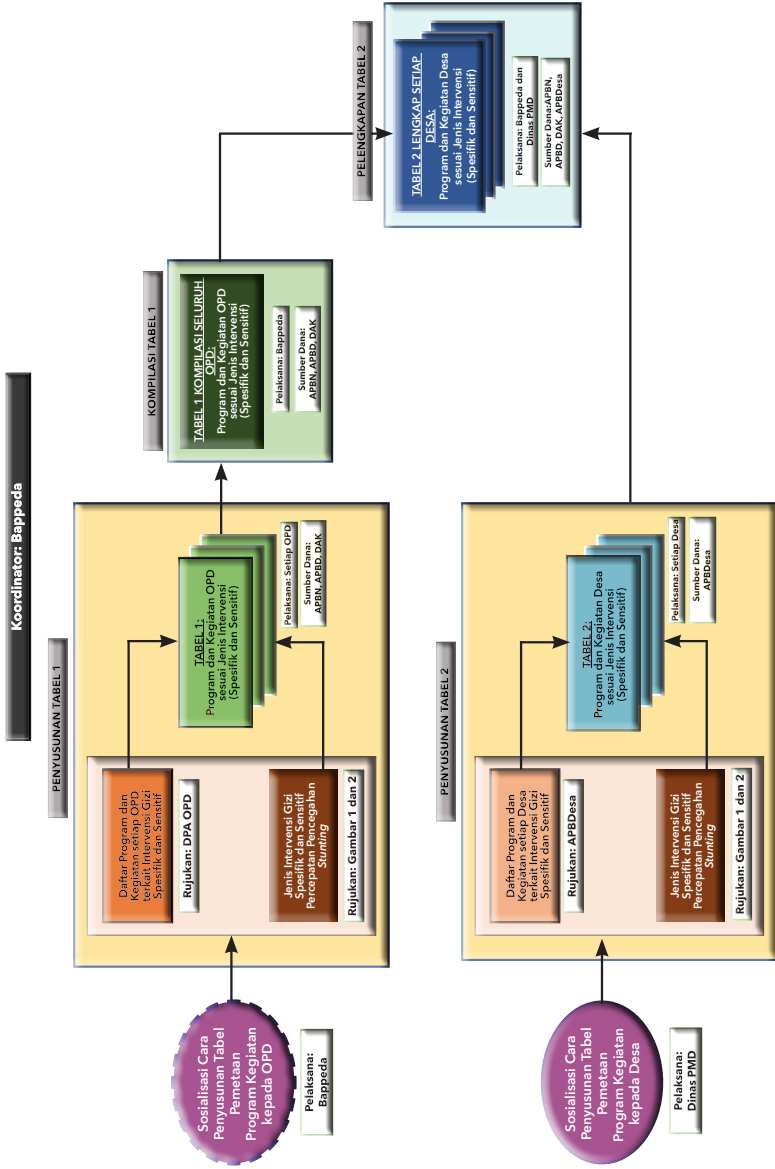 Koordinator: Bappeda
PENYUSUNAN TABEL 1
KOMPILASI TABEL 1
PELENGKAPAN TABEL 2
Sosialisasi Cara
Penyusunan Tabel
Pemetaan
Program Kegiatan
kepada OPD
Pelaksana:
Bappeda
Daftar Program dan
Kegiatan setiap OPD
terkait Intervensi Gizi
Spesifik dan Sensitif
Rujukan: DPA OPD
Jenis Intervensi Gizi
Spesifik dan Sensitif
Percepatan Pencegahan
Stunting
Rujukan: Gambar 1 dan 2
TABEL 1:
Program dan Kegiatan OPD
sesuai Jenis Intervensi
(Spesifik dan Sensitif)
Pelaksana: Setiap OPD
Sumber Dana:
APBN, APBD, DAK
TABEL 1 KOMPILASI SELURUH
OPD:
Program dan Kegiatan OPD
sesuai Jenis Intervensi
(Spesifik dan Sensitif)
Pelaksana: Bappeda
Sumber Dana:
APBN, APBD, DAK
TABEL 2 LENGKAP SETIAP
DESA:
Program dan Kegiatan Desa
sesuai Jenis Intervensi
(Spesifik dan Sensitif)
Pelaksana: Bappeda dan
Dinas PMD
Sumber Dana:APBN,
APBD, DAK, APBDesa
PENYUSUNAN TABEL 2
Sosialisasi Cara
Penyusunan Tabel
Pemetaan
Program Kegiatan
kepada Desa
Pelaksana:
Dinas PMD
Daftar Program dan
Kegiatan setiap Desa
terkait Intervensi Gizi
Spesifik dan Sensitif
Rujukan: APBDesa
Jenis Intervensi Gizi
Spesifik dan Sensitif
Percepatan Pencegahan
Stunting
Rujukan: Gambar 1 dan 2
TABEL 2:
Program dan Kegiatan Desa
sesuai Jenis Intervensi
(Spesifik dan Sensitif)
Pelaksana: Setiap Desa
Sumber Dana:
APBDesa